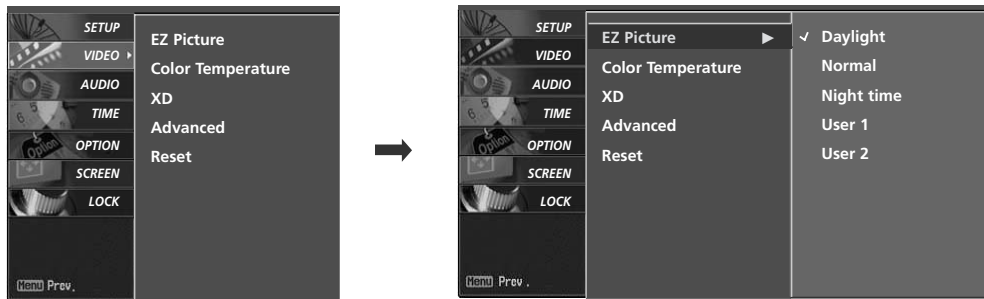 SETUP
VIDEO
AUDIO
TIME
OPTION
SCREEN
LOCK
Menu Prev.
EZ Picture
Color Temperature
XD
Advanced
Reset
SETUP
VIDEO
AUDIO
TIME
OPTION
SCREEN
LOCK
Menu Prev.
EZ Picture
Color Temperature
XD
Advanced
Reset
Daylight
Normal
Night time
User 1
User 2